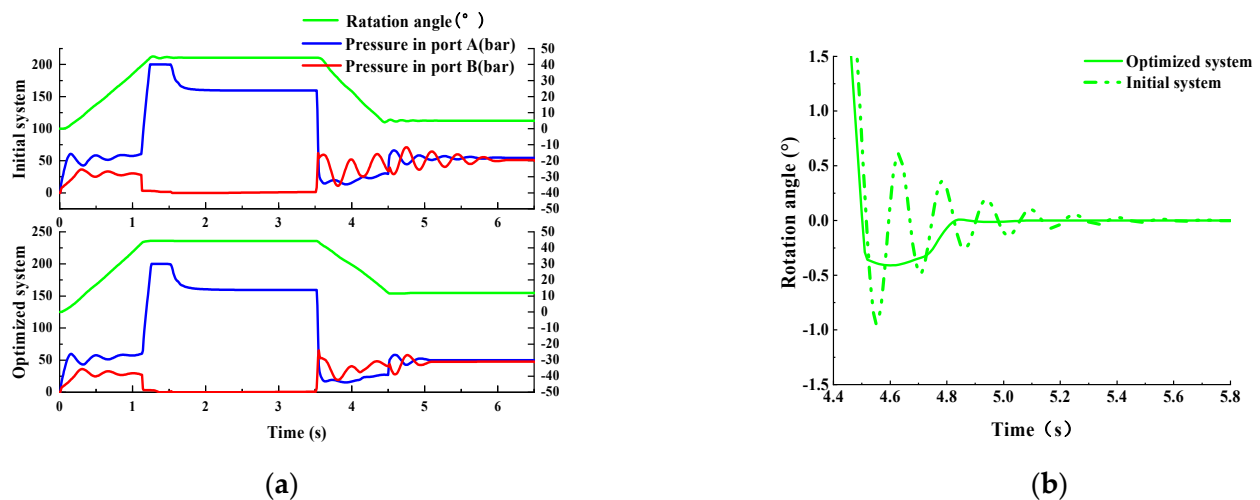 Ratation angle(°)
Pressure in port A(bar)
Pressure in port B(bar)
Initial system
200
150
100
50
0
50
40
30
20
10
0
-10
-20
-30
-40
-50
0 1 2 3 4 5 6
Optimized system
250
200
150
100
50
0
50
40
30
20
10
0
-10
-20
-30
-40
-50
0 1 2 3 4 5 6
Time (s)
(a)
Optimized system
Initial system
Rotation angle (°)
1.5
1.0
0.5
0.0
-0.5
-1.0
-1.5
4.4 4.6 4.8 5.0 5.2 5.4 5.6 5.8
Time（s）
(b)